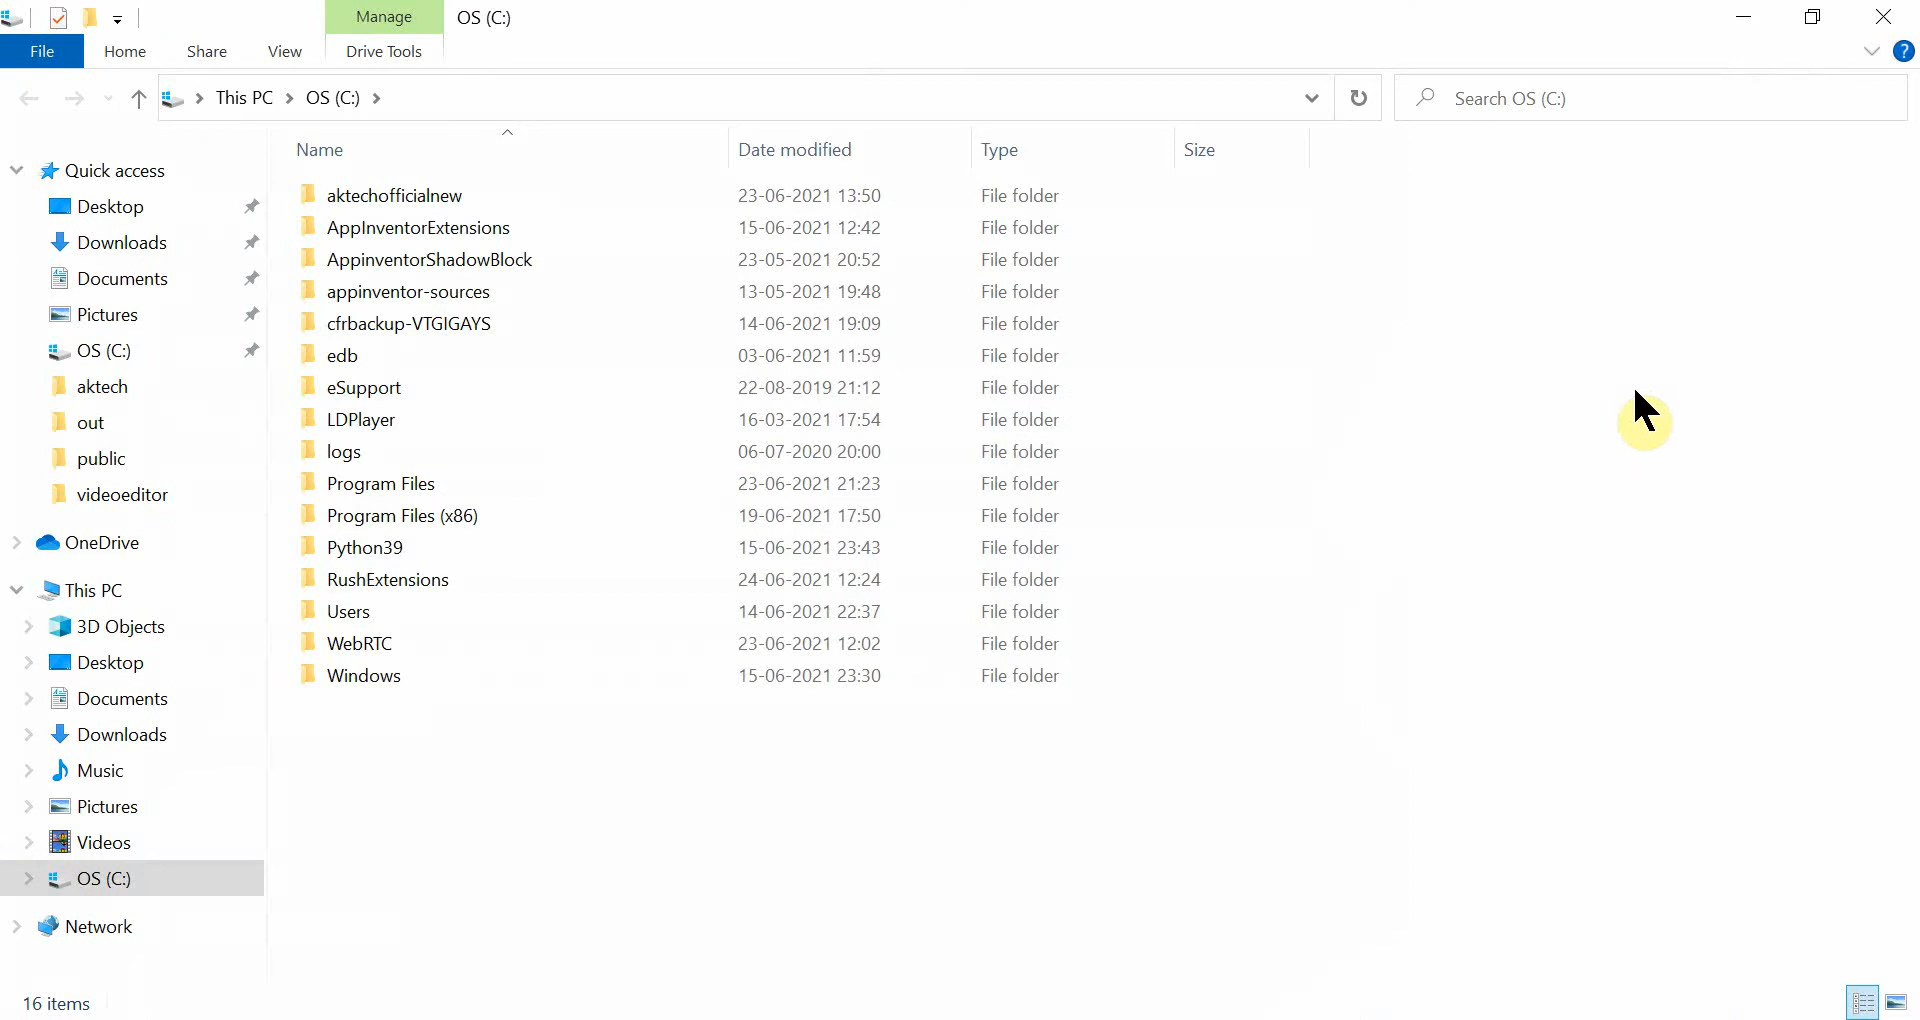 Manage OS (C:)
File Home Share View Drive Tools
This PC OS (C:) Search OS (C:)
Name Date modified Type Size
Quick access
Desktop
Downloads
Documents
Pictures
OS (C:)
aktech
out
public
videoeditor
OneDrive
This PC
3D Objects
Desktop
Documents
Downloads
Music
Pictures
Videos
OS (C:)
Network
aktechofficialnew 23-06-2021 13:50 File folder
AppInventorExtensions 15-06-2021 12:42 File folder
AppinventorShadowBlock 23-05-2021 20:52 File folder
appinventor-sources 13-05-2021 19:48 File folder
cfrbackup-VTGIGAYS 14-06-2021 19:09 File folder
edb 03-06-2021 11:59 File folder
eSupport 22-08-2019 21:12 File folder
LDPlayer 16-03-2021 17:54 File folder
logs 06-07-2020 20:00 File folder
Program Files 23-06-2021 21:23 File folder
Program Files (x86) 19-06-2021 17:50 File folder
Python39 15-06-2021 23:43 File folder
RushExtensions 24-06-2021 12:24 File folder
Users 14-06-2021 22:37 File folder
WebRTC 23-06-2021 12:02 File folder
Windows 15-06-2021 23:30 File folder
16 items